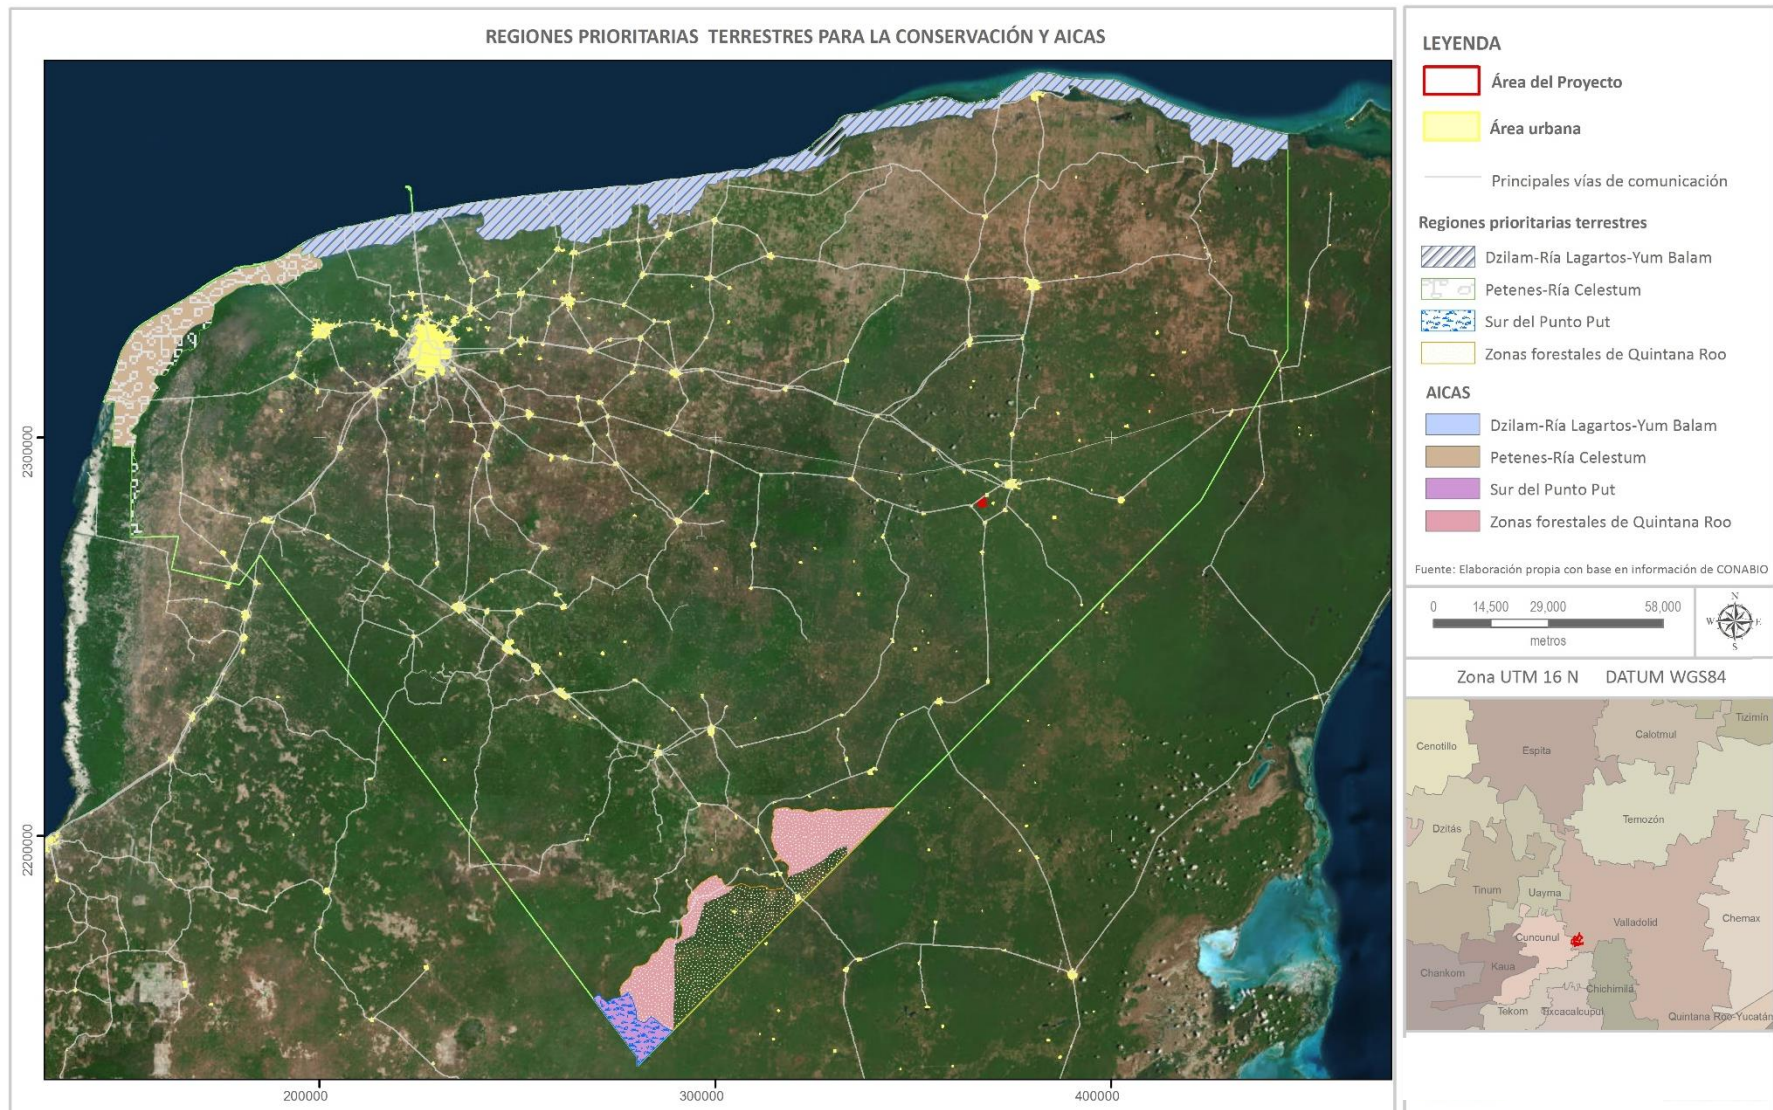 REGIONES PRIORITARIAS TERRESTRES PARA LA CONSERVACIÓN Y AICAS
2300000
2200000
200000
300000
400000
LEYENDA
Área del Proyecto
Área urbana
Principales vías de comunicación
Regiones prioritarias terrestres
Dzilam-Ría Lagartos-Yum Balam
Petenes-Ría Celestum
Sur del Punto Put
Zonas forestales de Quintana Roo
AICAS
Dzilam-Ría Lagartos-Yum Balam
Petenes-Ría Celestum
Sur del Punto Put
Zonas forestales de Quintana Roo
Fuente: Elaboración propia con base en información de CONABIO
0 14,500 29,000 58,000
metros
N
W E
S
Zona UTM 16 N DATUM WGS84
Tizimín
Cenotillo
Espita
Calotmul
Dzitás
Temozón
Tinum
Uayma
Valladolid
Chemax
Cuncunul
Kaua
Chankom
Chichimilá
Tekom
Tixcacalcupul
Quintana Roo-Yucatán